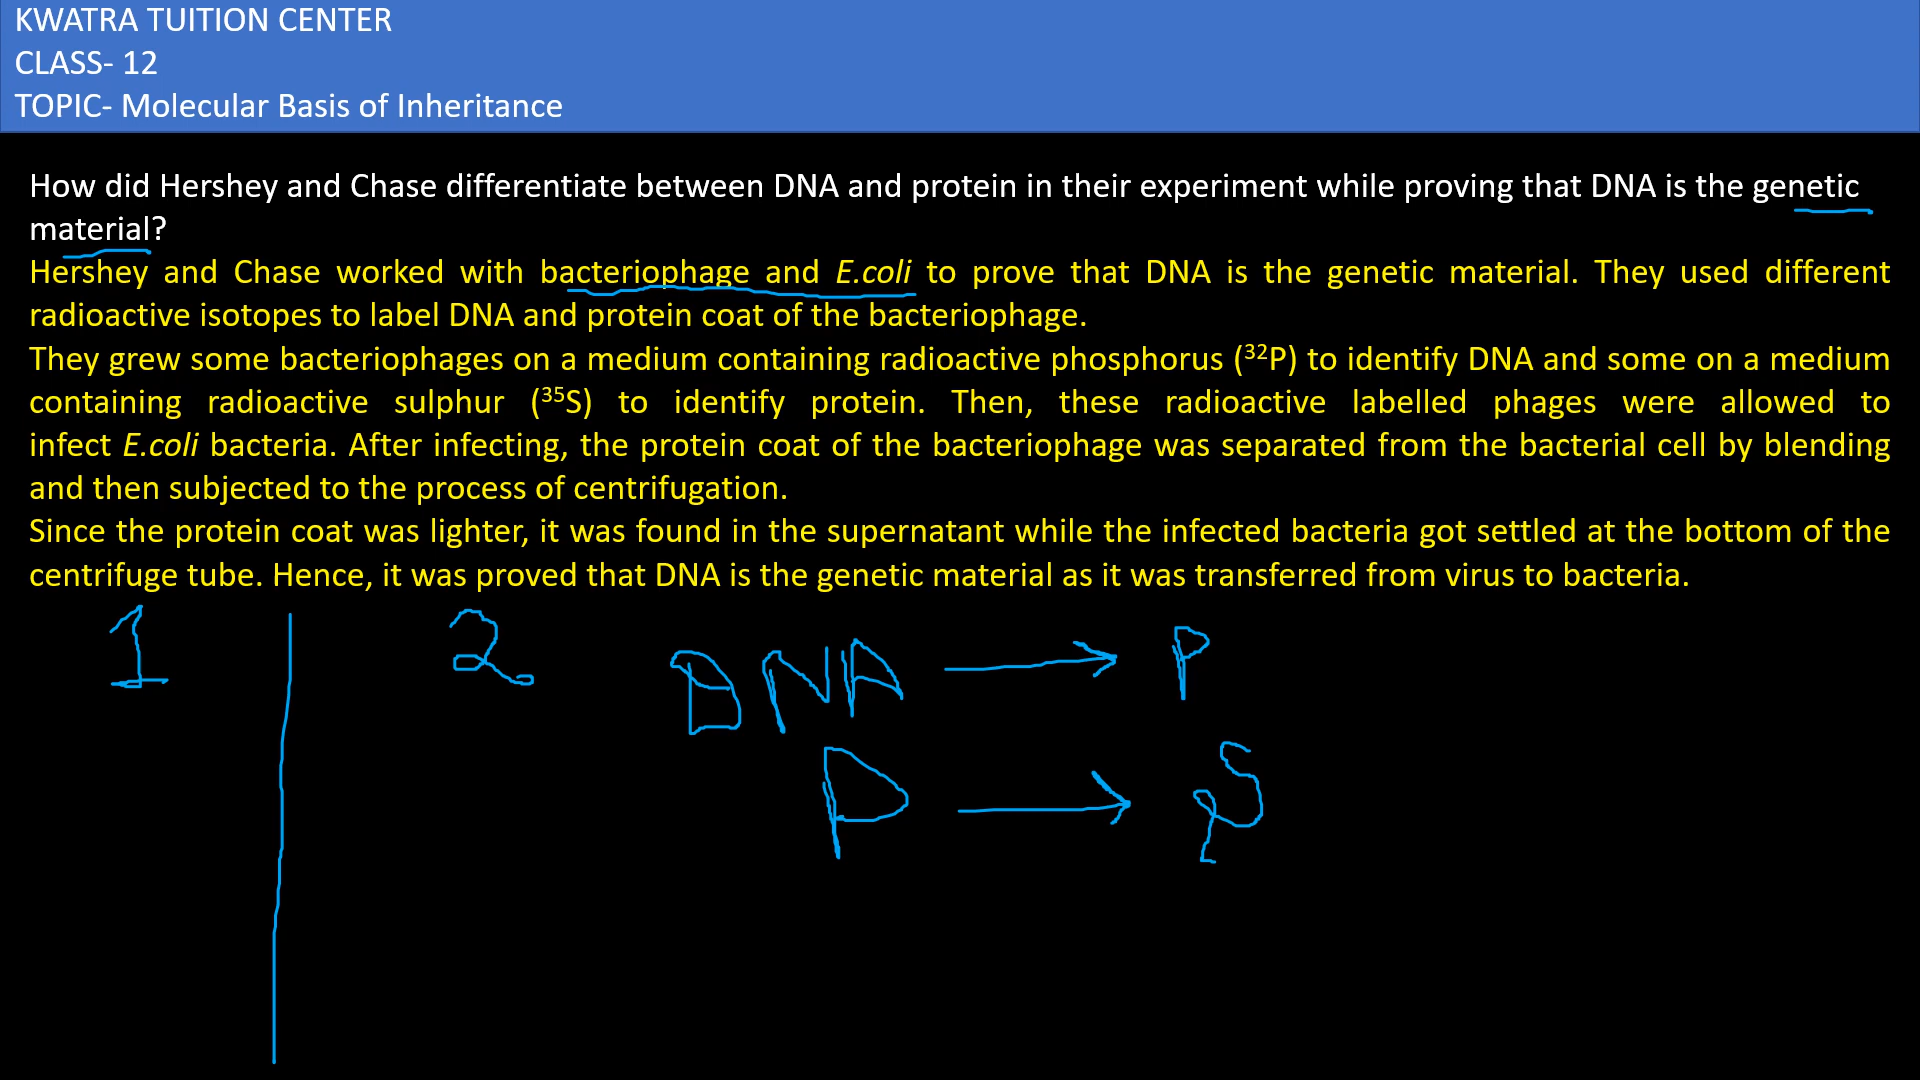 KWATRA TUITION CENTER
CLASS- 12
TOPIC- Molecular Basis of Inheritance
How did Hershey and Chase differentiate between DNA and protein in their experiment while proving that DNA is the genetic
material?
Hershey and Chase worked with bacteriophage and E.coli to prove that DNA is the genetic material. They used different
radioactive isotopes to label DNA and protein coat of the bacteriophage.
They grew some bacteriophages on a medium containing radioactive phosphorus (³²P) to identify DNA and some on a medium
containing radioactive sulphur (³⁵S) to identify protein. Then, these radioactive labelled phages were allowed to
infect E.coli bacteria. After infecting, the protein coat of the bacteriophage was separated from the bacterial cell by blending
and then subjected to the process of centrifugation.
Since the protein coat was lighter, it was found in the supernatant while the infected bacteria got settled at the bottom of the
centrifuge tube. Hence, it was proved that DNA is the genetic material as it was transferred from virus to bacteria.
1 2 DNA → P
P → S